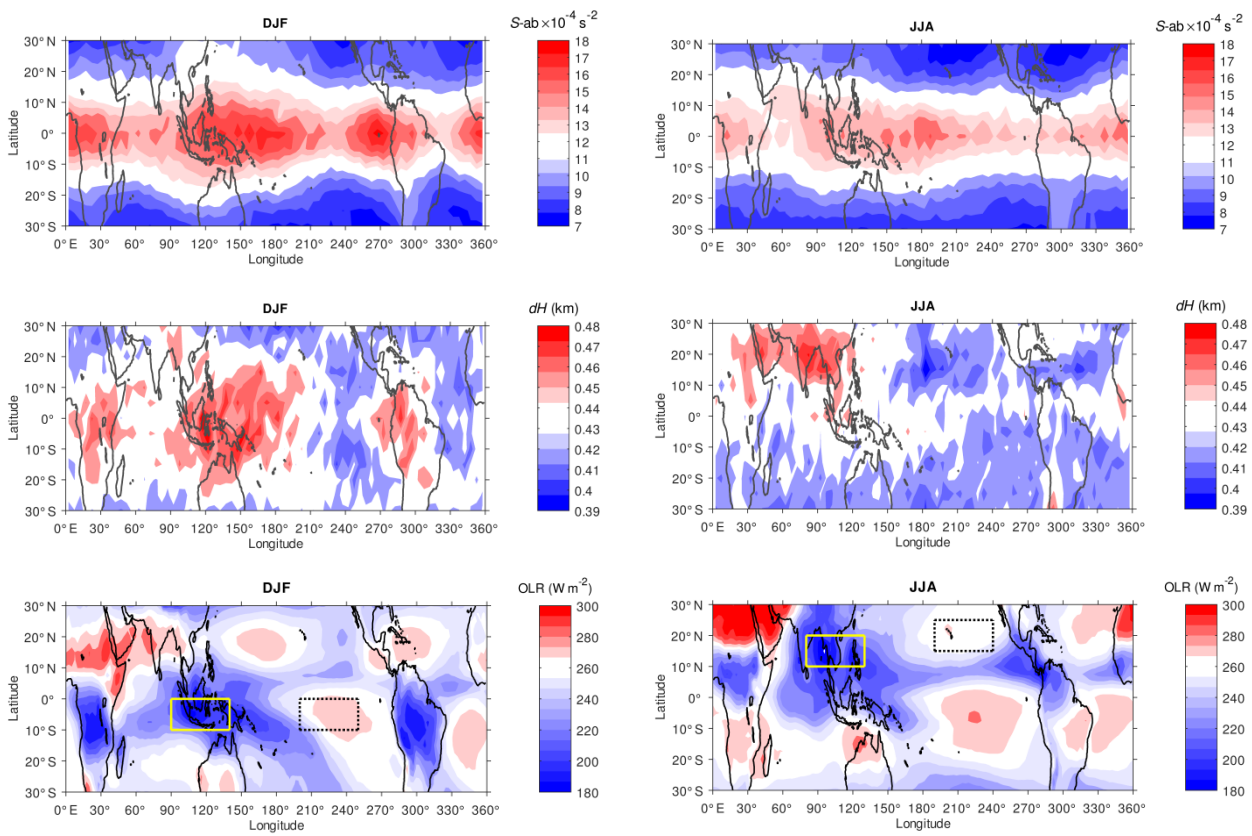 DJF
S-ab×10⁻⁴ s⁻²
30° N
20° N
10° N
0°
10° S
20° S
30° S
Latitude
0° E 30° 60° 90° 120° 150° 180° 210° 240° 270° 300° 330° 360°
Longitude
18
17
16
15
14
13
12
11
10
9
8
7
JJA
S-ab×10⁻⁴ s⁻²
30° N
20° N
10° N
0°
10° S
20° S
30° S
Latitude
0° E 30° 60° 90° 120° 150° 180° 210° 240° 270° 300° 330° 360°
Longitude
18
17
16
15
14
13
12
11
10
9
8
7
DJF
dH (km)
30° N
20° N
10° N
0°
10° S
20° S
30° S
Latitude
0° E 30° 60° 90° 120° 150° 180° 210° 240° 270° 300° 330° 360°
Longitude
0.48
0.47
0.46
0.45
0.44
0.43
0.42
0.41
0.4
0.39
JJA
dH (km)
30° N
20° N
10° N
0°
10° S
20° S
30° S
Latitude
0° E 30° 60° 90° 120° 150° 180° 210° 240° 270° 300° 330° 360°
Longitude
0.48
0.47
0.46
0.45
0.44
0.43
0.42
0.41
0.4
0.39
DJF
OLR (W m⁻²)
30° N
20° N
10° N
0°
10° S
20° S
30° S
Latitude
0° E 30° 60° 90° 120° 150° 180° 210° 240° 270° 300° 330° 360°
Longitude
300
280
260
240
220
200
180
JJA
OLR (W m⁻²)
30° N
20° N
10° N
0°
10° S
20° S
30° S
Latitude
0° E 30° 60° 90° 120° 150° 180° 210° 240° 270° 300° 330° 360°
Longitude
300
280
260
240
220
200
180